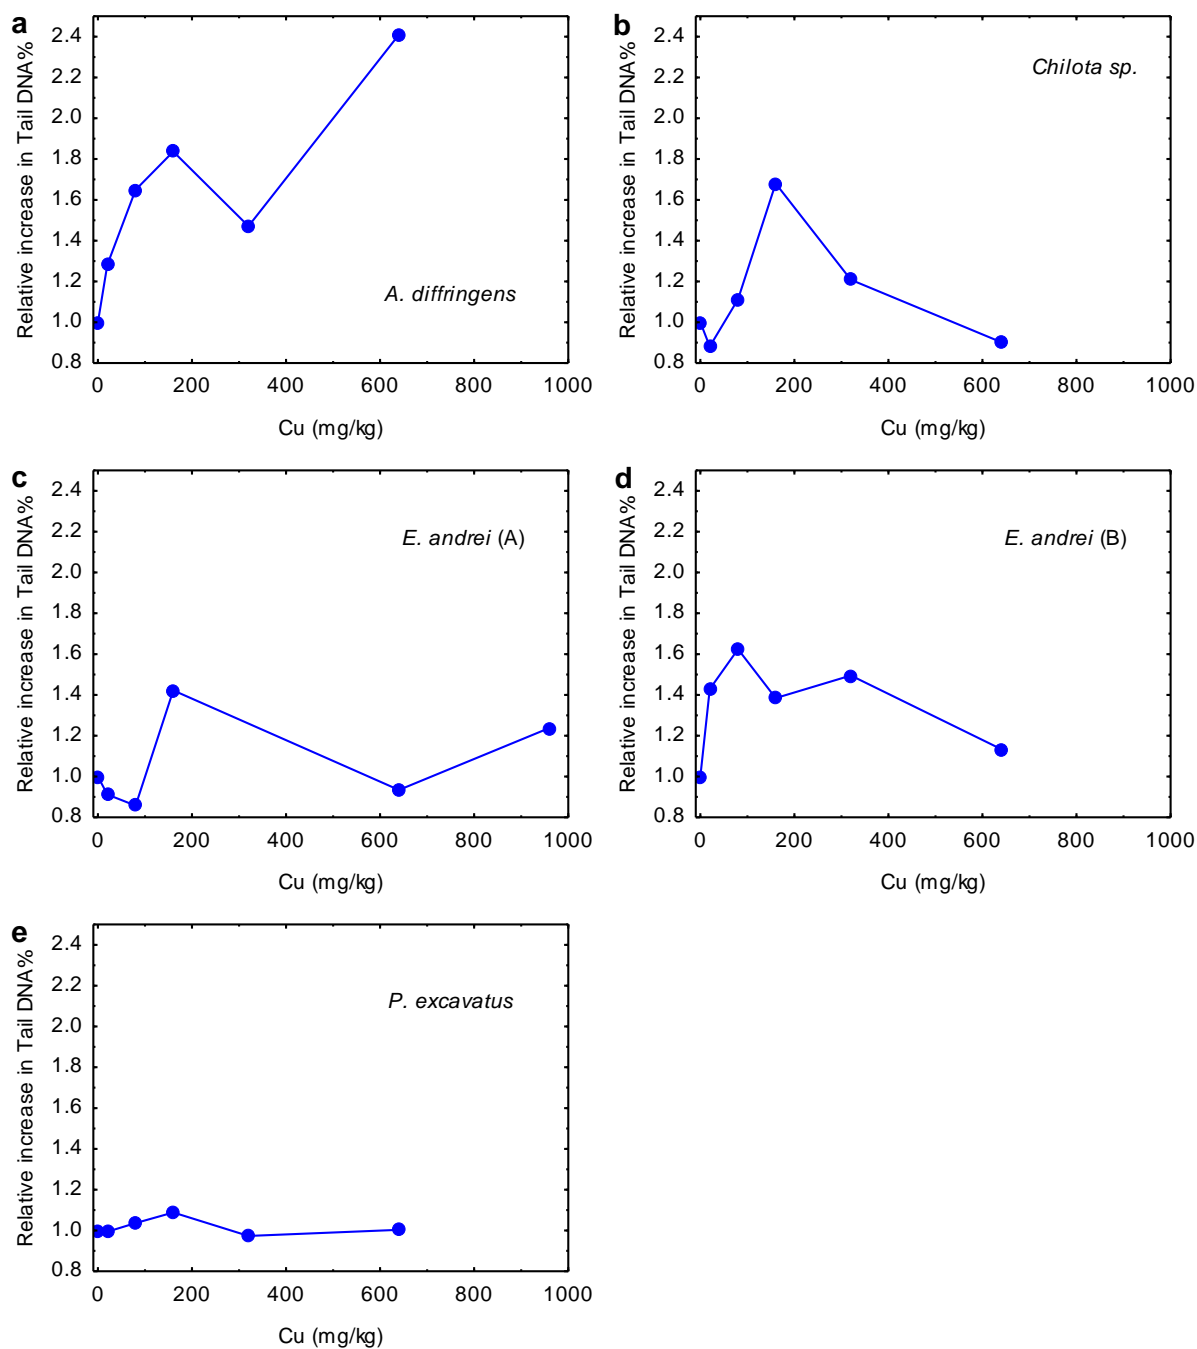 a
Relative increase in Tail DNA%
2.4
2.2
2.0
1.8
1.6
1.4
1.2
1.0
0.8
A. diffringens
0 200 400 600 800 1000
Cu (mg/kg)
b
Relative increase in Tail DNA%
2.4
2.2
2.0
1.8
1.6
1.4
1.2
1.0
0.8
Chilota sp.
0 200 400 600 800 1000
Cu (mg/kg)
c
Relative increase in Tail DNA%
2.4
2.2
2.0
1.8
1.6
1.4
1.2
1.0
0.8
E. andrei (A)
0 200 400 600 800 1000
Cu (mg/kg)
d
Relative increase in Tail DNA%
2.4
2.2
2.0
1.8
1.6
1.4
1.2
1.0
0.8
E. andrei (B)
0 200 400 600 800 1000
Cu (mg/kg)
e
Relative increase in Tail DNA%
2.4
2.2
2.0
1.8
1.6
1.4
1.2
1.0
0.8
P. excavatus
0 200 400 600 800 1000
Cu (mg/kg)